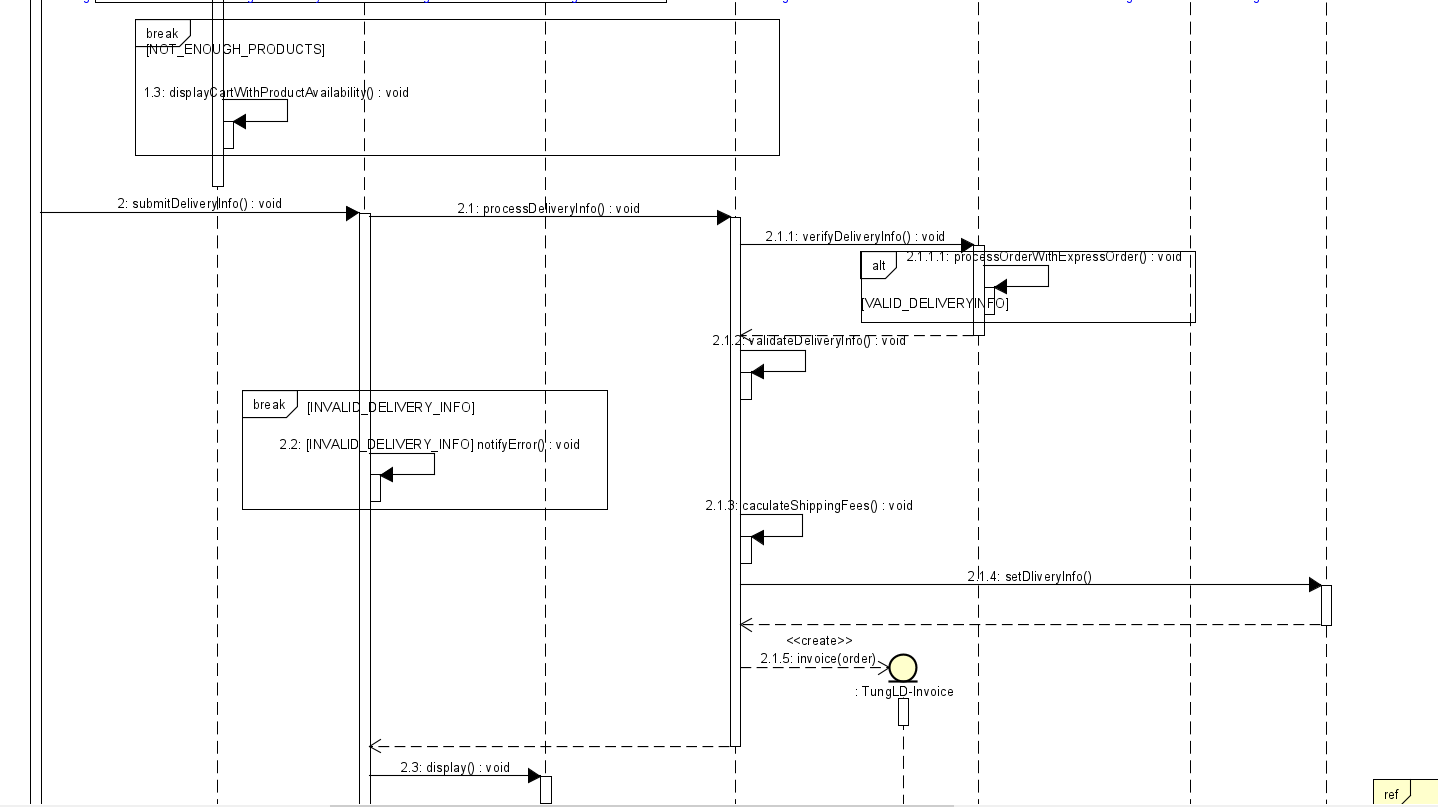 break
[NOT_ENOUGH_PRODUCTS]
1.3: displayCartWithProductAvailability() : void
2: submitDeliveryInfo() : void
2.1: processDeliveryInfo() : void
2.1.1: verifyDeliveryInfo() : void
alt
2.1.1.1: processOrderWithExpressOrder() : void
[VALID_DELIVERYINFO]
2.1.2: validateDeliveryInfo() : void
break
[INVALID_DELIVERY_INFO]
2.2: [INVALID_DELIVERY_INFO] notifyError() : void
2.1.3: caculateShippingFees() : void
2.1.4: setDliveryInfo()
<<create>>
2.1.5: invoice(order)
: TungLD-Invoice
2.3: display() : void
ref